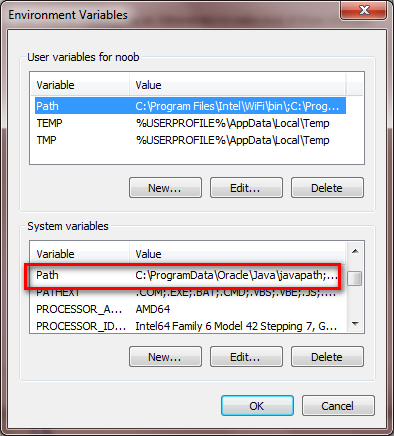 Environment Variables
User variables for noob
Variable Value
Path C:\Program Files\Intel\WiFi\bin\;C:\Prog...
TEMP %USERPROFILE%\AppData\Local\Temp
TMP %USERPROFILE%\AppData\Local\Temp
New... Edit... Delete
System variables
Variable Value
Path C:\ProgramData\Oracle\Java\javapath;...
PATHEXT .COM;.EXE;.BAT;.CMD;.VBS;.VBE;.JS;....
PROCESSOR_A... AMD64
PROCESSOR_ID... Intel64 Family 6 Model 42 Stepping 7, G...
New... Edit... Delete
OK Cancel